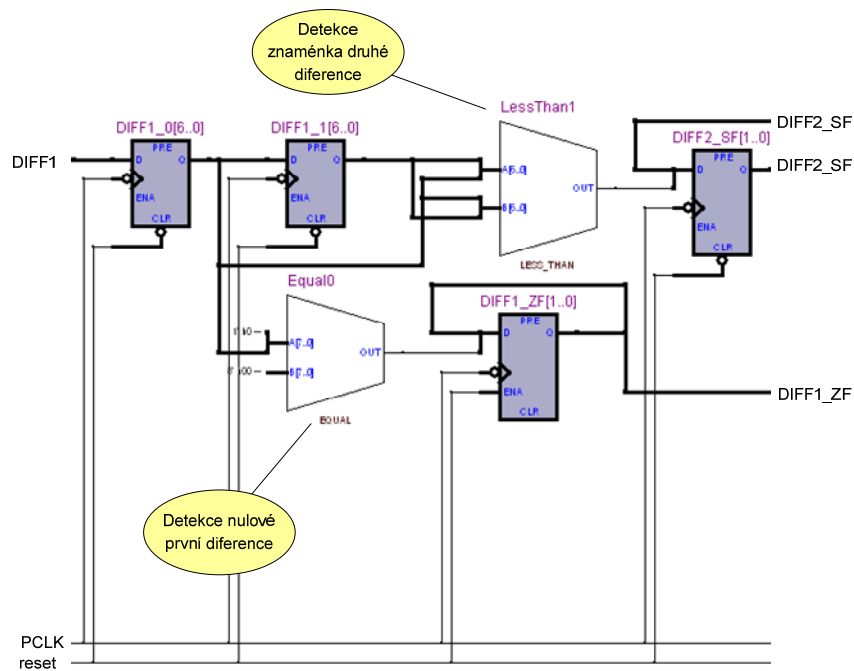 Detekce
znaménka druhé
diference
LessThan1
DIFF1_0[6..0]
DIFF1_1[6..0]
DIFF2_SF
DIFF2_SF[1..0]
DIFF1
PRE
D
Q
ENA
CLR
PRE
D
Q
ENA
CLR
A[6..0]
B[6..0]
OUT
LESS_THAN
PRE
D
Q
ENA
CLR
DIFF2_SF
Equal0
A[7..0]
B[7..0]
OUT
EQUAL
DIFF1_ZF[1..0]
PRE
D
Q
ENA
CLR
DIFF1_ZF
Detekce nulové
první diference
PCLK
reset